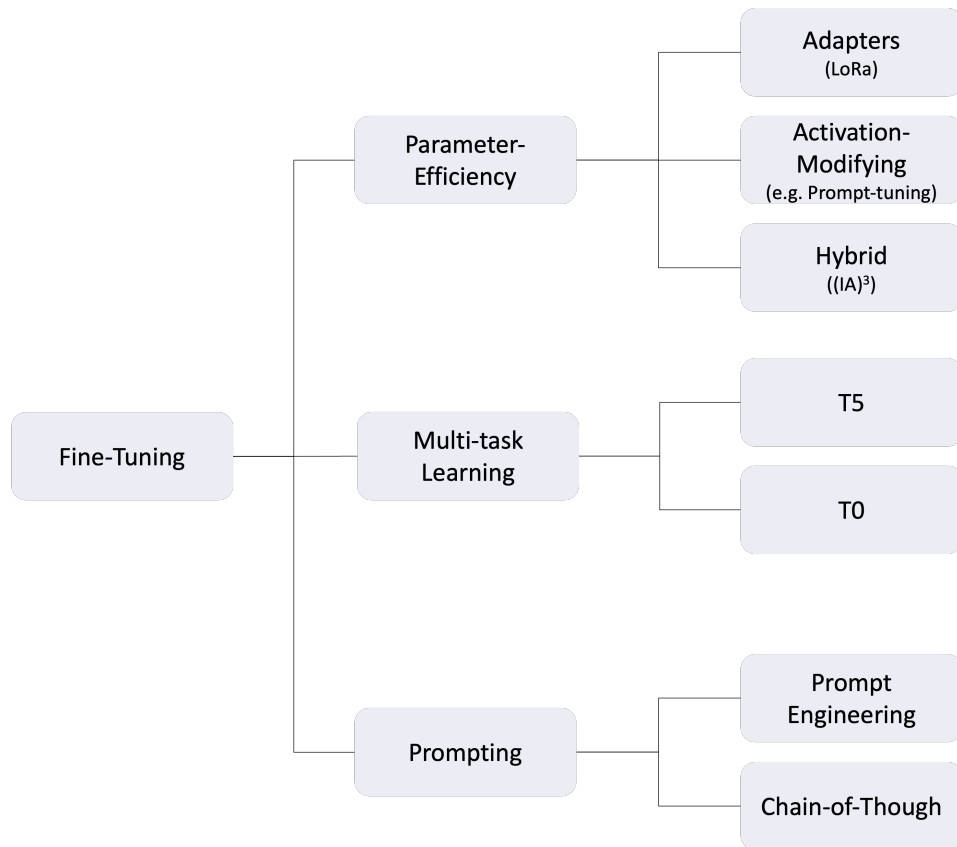 Fine-Tuning
Parameter-
Efficiency
Adapters
(LoRa)
Activation-
Modifying
(e.g. Prompt-tuning)
Hybrid
((IA)³)
Multi-task
Learning
T5
T0
Prompting
Prompt
Engineering
Chain-of-Though